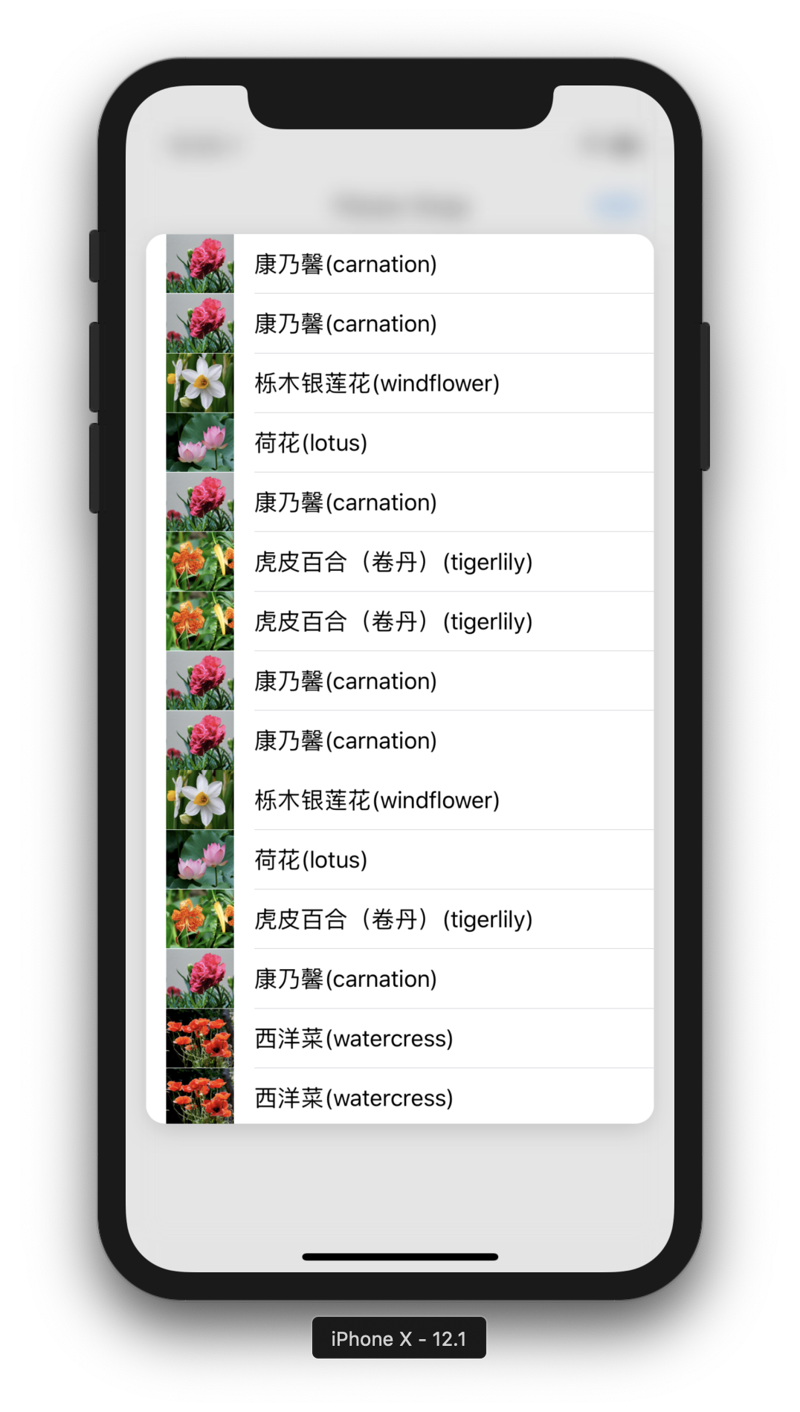 康乃馨(carnation)
康乃馨(carnation)
栎木银莲花(windflower)
荷花(lotus)
康乃馨(carnation)
虎皮百合（卷丹）(tigerlily)
虎皮百合（卷丹）(tigerlily)
康乃馨(carnation)
康乃馨(carnation)
栎木银莲花(windflower)
荷花(lotus)
虎皮百合（卷丹）(tigerlily)
康乃馨(carnation)
西洋菜(watercress)
西洋菜(watercress)
iPhone X - 12.1